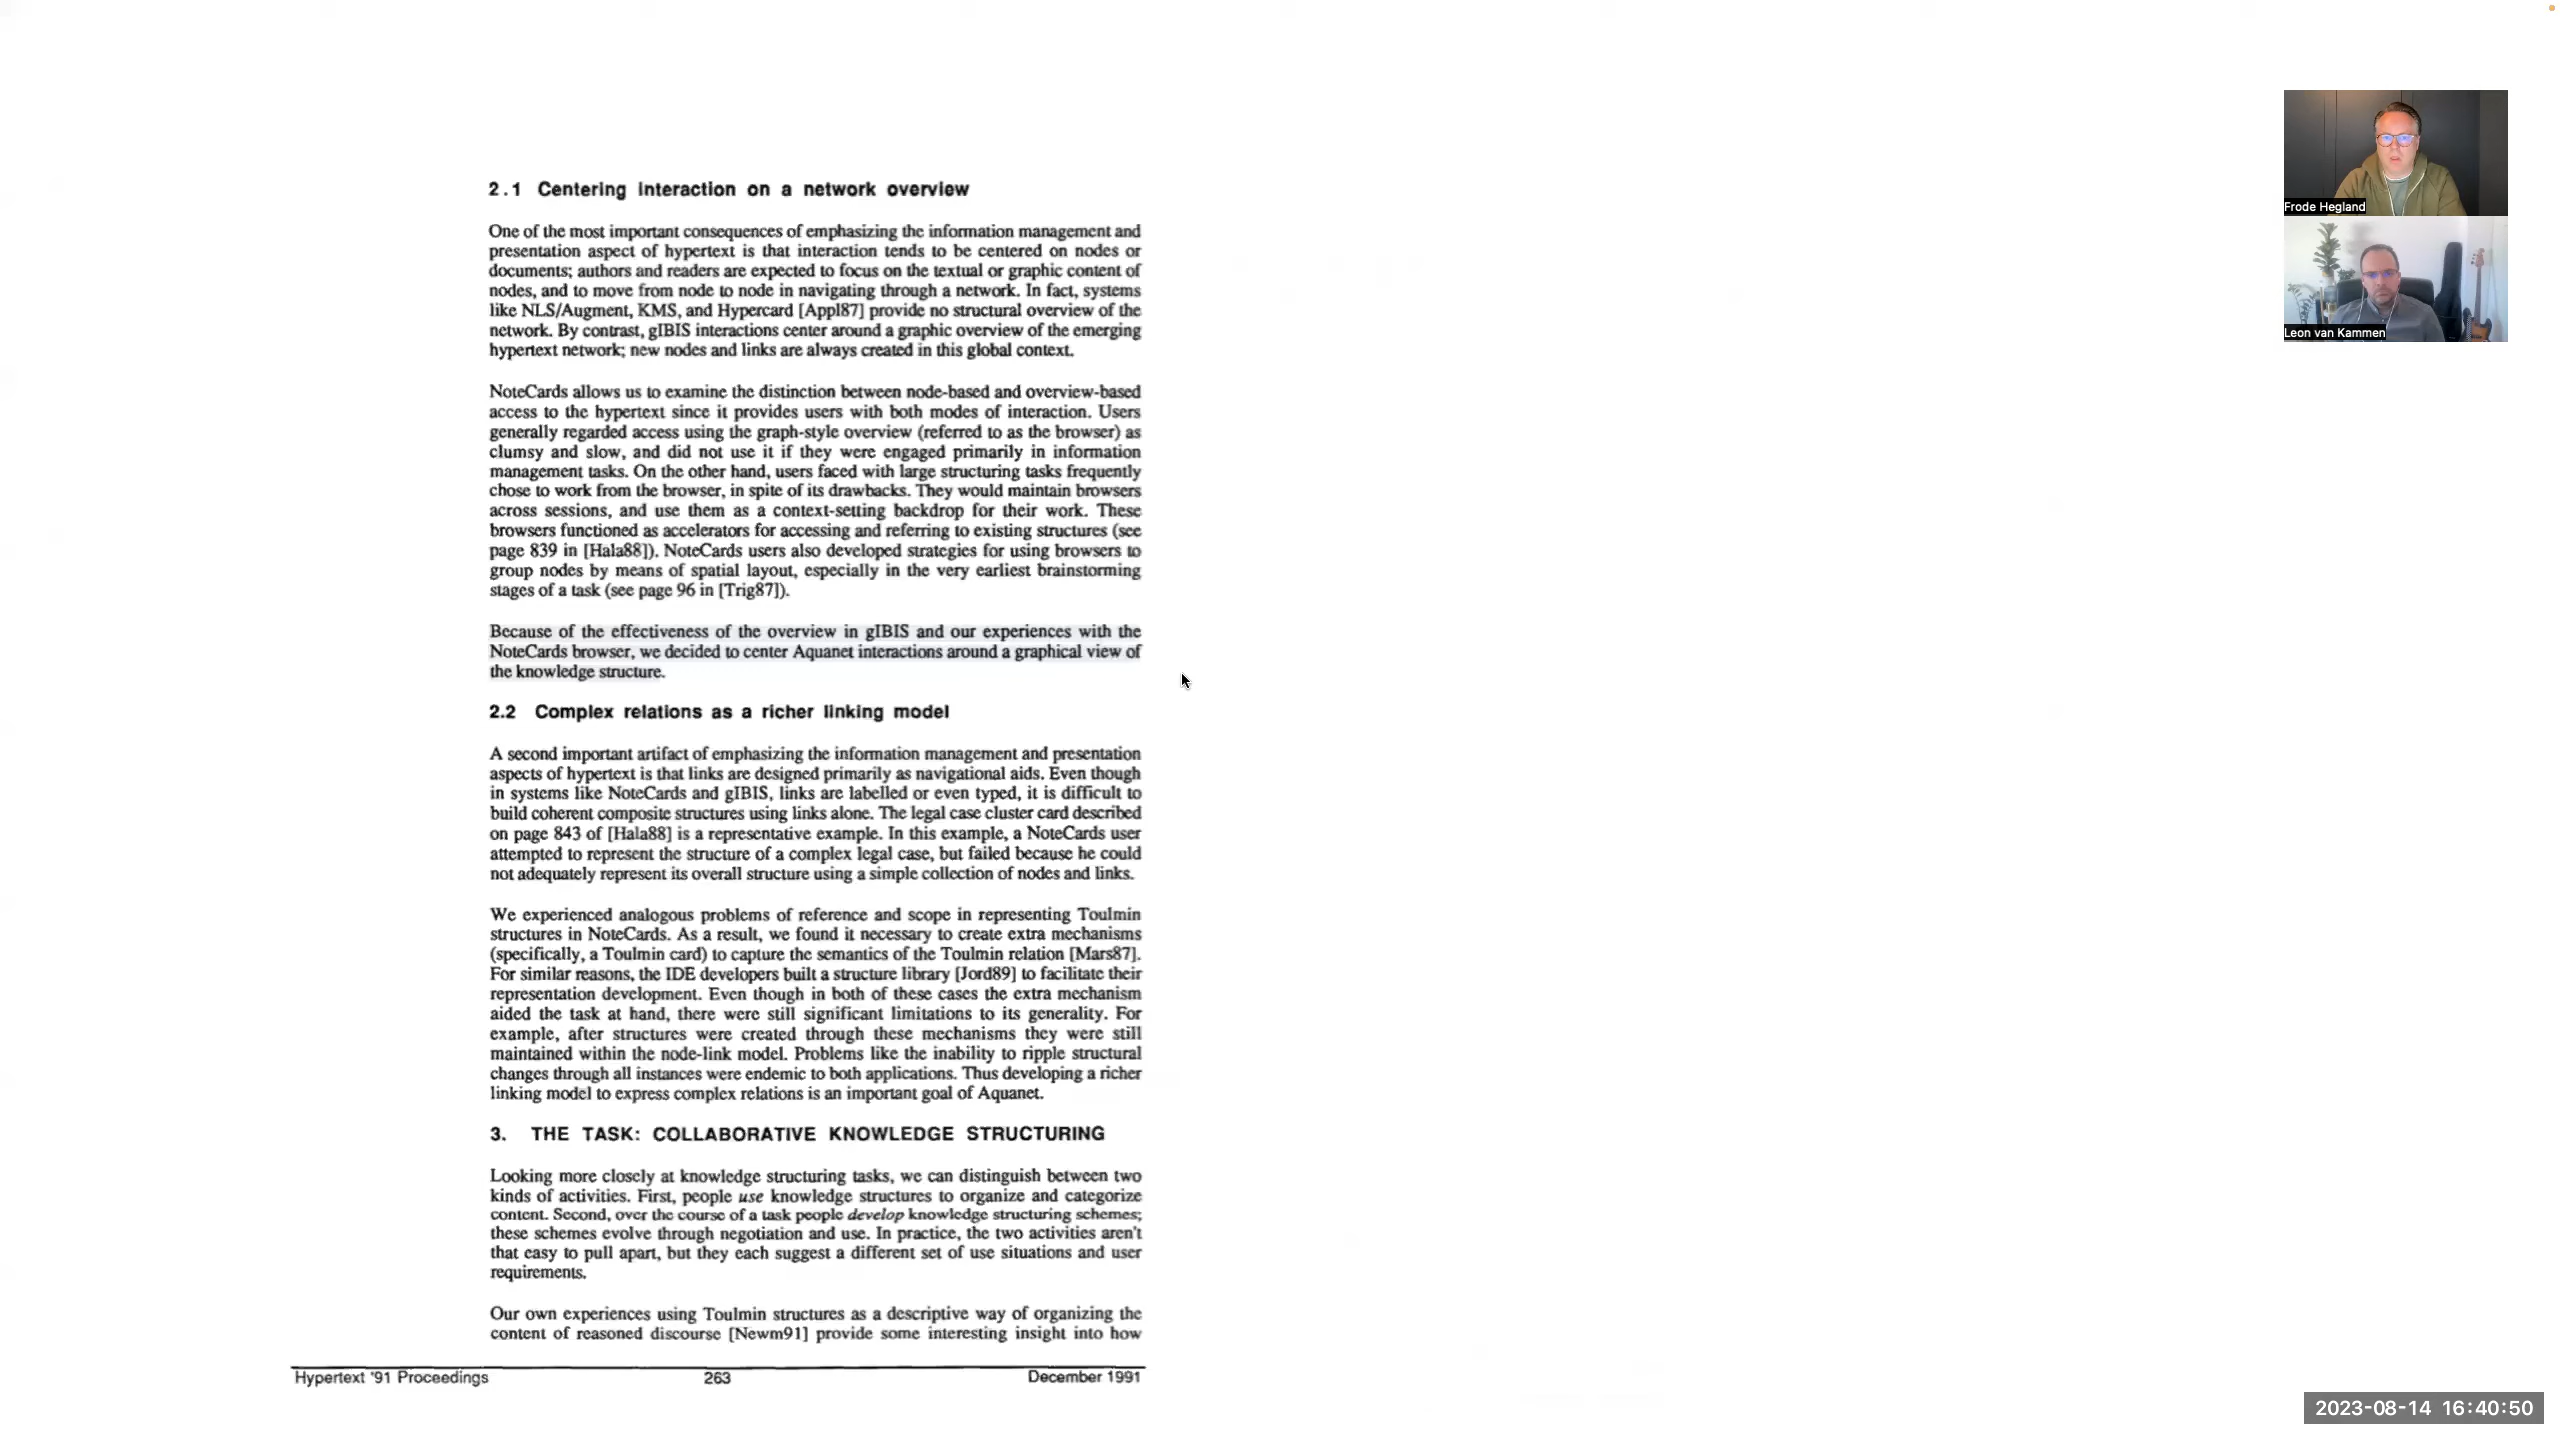 2.1 Centering interaction on a network overview
One of the most important consequences of emphasizing the information management and
presentation aspect of hypertext is that interaction tends to be centered on nodes or
documents; authors and readers are expected to focus on the textual or graphic content of
nodes, and to move from node to node in navigating through a network. In fact, systems
like NLS/Augment, KMS, and Hypercard [Appl87] provide no structural overview of the
network. By contrast, gIBIS interactions center around a graphic overview of the emerging
hypertext network; new nodes and links are always created in this global context.
NoteCards allows us to examine the distinction between node-based and overview-based
access to the hypertext since it provides users with both modes of interaction. Users
generally regarded access using the graph-style overview (referred to as the browser) as
clumsy and slow, and did not use it if they were engaged primarily in information
management tasks. On the other hand, users faced with large structuring tasks frequently
chose to work from the browser, in spite of its drawbacks. They would maintain browsers
across sessions, and use them as a context-setting backdrop for their work. These
browsers functioned as accelerators for accessing and referring to existing structures (see
page 839 in [Hala88]). NoteCards users also developed strategies for using browsers to
group nodes by means of spatial layout, especially in the very earliest brainstorming
stages of a task (see page 96 in [Trig87]).
Because of the effectiveness of the overview in gIBIS and our experiences with the
NoteCards browser, we decided to center Aquanet interactions around a graphical view of
the knowledge structure.
2.2 Complex relations as a richer linking model
A second important artifact of emphasizing the information management and presentation
aspects of hypertext is that links are designed primarily as navigational aids. Even though
in systems like NoteCards and gIBIS, links are labelled or even typed, it is difficult to
build coherent composite structures using links alone. The legal case cluster card described
on page 843 of [Hala88] is a representative example. In this example, a NoteCards user
attempted to represent the structure of a complex legal case, but failed because he could
not adequately represent its overall structure using a simple collection of nodes and links.
We experienced analogous problems of reference and scope in representing Toulmin
structures in NoteCards. As a result, we found it necessary to create extra mechanisms
(specifically, a Toulmin card) to capture the semantics of the Toulmin relation [Mars87].
For similar reasons, the IDE developers built a structure library [Jord89] to facilitate their
representation development. Even though in both of these cases the extra mechanism
aided the task at hand, there were still significant limitations to its generality. For
example, after structures were created through these mechanisms they were still
maintained within the node-link model. Problems like the inability to ripple structural
changes through all instances were endemic to both applications. Thus developing a richer
linking model to express complex relations is an important goal of Aquanet.
3. THE TASK: COLLABORATIVE KNOWLEDGE STRUCTURING
Looking more closely at knowledge structuring tasks, we can distinguish between two
kinds of activities. First, people use knowledge structures to organize and categorize
content. Second, over the course of a task people develop knowledge structuring schemes;
these schemes evolve through negotiation and use. In practice, the two activities aren't
that easy to pull apart, but they each suggest a different set of use situations and user
requirements.
Our own experiences using Toulmin structures as a descriptive way of organizing the
content of reasoned discourse [Newm91] provide some interesting insight into how
Hypertext '91 Proceedings 263 December 1991
Frode Hegland
Leon van Kammen
2023-08-14 16:40:50